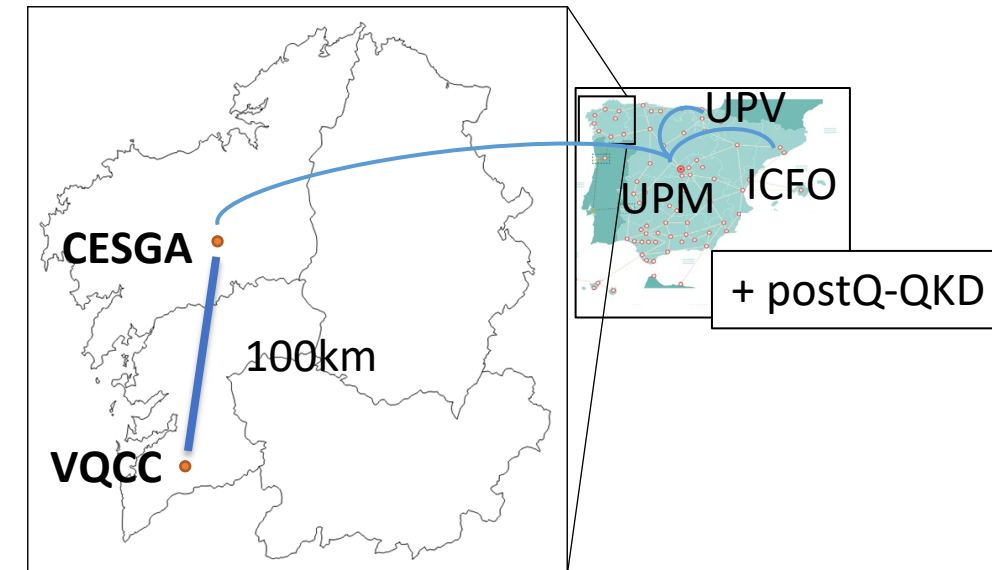 UPV
UPM
ICFO
CESGA
+ postQ-QKD
100km
VQCC